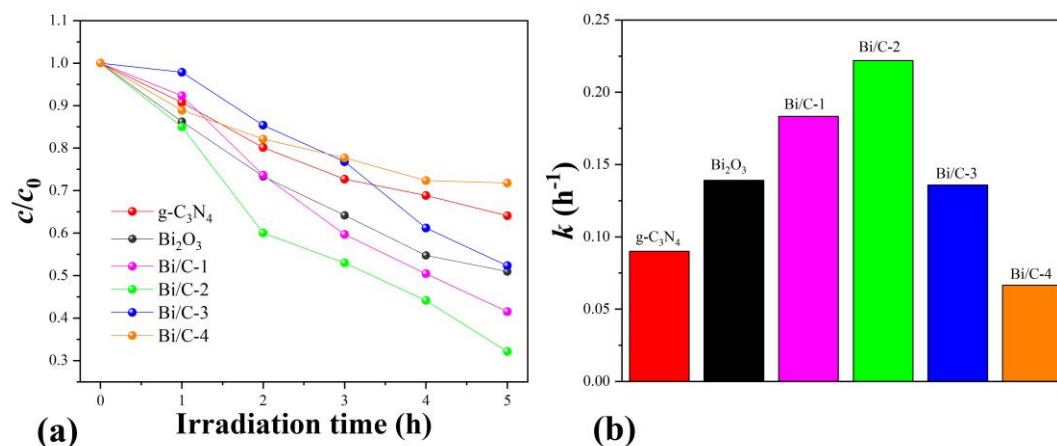 1.1
1.0
0.9
0.8
0.7
0.6
0.5
0.4
0.3
c/c₀
g-C₃N₄
Bi₂O₃
Bi/C-1
Bi/C-2
Bi/C-3
Bi/C-4
0 1 2 3 4 5
Irradiation time (h)
(a)
0.25
0.20
0.15
0.10
0.05
0.00
k (h⁻¹)
g-C₃N₄
Bi₂O₃
Bi/C-1
Bi/C-2
Bi/C-3
Bi/C-4
(b)